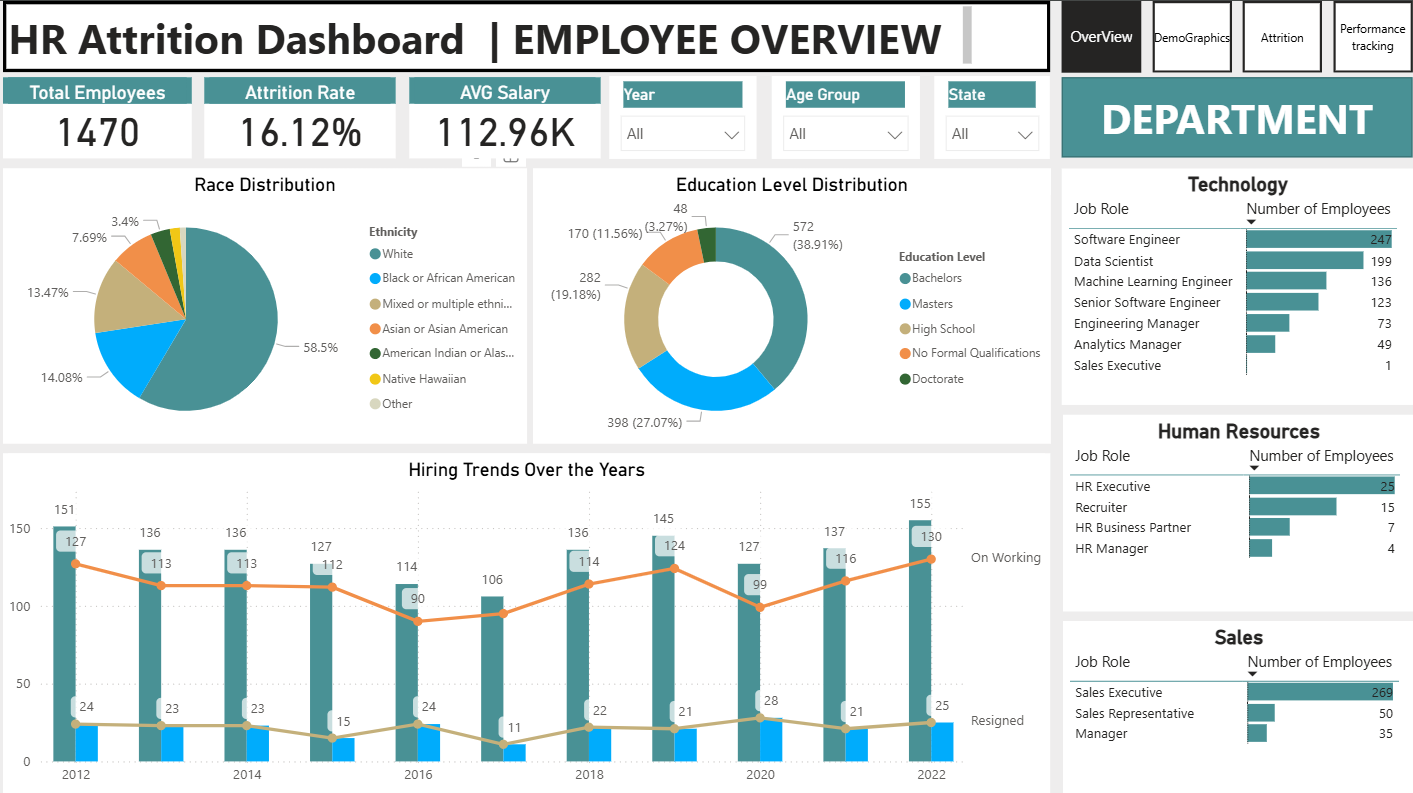 HR Attrition Dashboard | EMPLOYEE OVERVIEW
OverView
DemoGraphics
Attrition
Performance
tracking
Total Employees
1470
Attrition Rate
16.12%
AVG Salary
112.96K
Year
All
Age Group
All
State
All
DEPARTMENT
Race Distribution
3.4%
7.69%
13.47%
14.08%
58.5%
Ethnicity
White
Black or African American
Mixed or multiple ethni...
Asian or Asian American
American Indian or Alas...
Native Hawaiian
Other
Education Level Distribution
48
(3.27%)
170 (11.56%)
282
(19.18%)
398 (27.07%)
572
(38.91%)
Education Level
Bachelors
Masters
High School
No Formal Qualifications
Doctorate
Technology
Job Role Number of Employees
Software Engineer 247
Data Scientist 199
Machine Learning Engineer 136
Senior Software Engineer 123
Engineering Manager 73
Analytics Manager 49
Sales Executive 1
Human Resources
Job Role Number of Employees
HR Executive 25
Recruiter 15
HR Business Partner 7
HR Manager 4
Sales
Job Role Number of Employees
Sales Executive 269
Sales Representative 50
Manager 35
Hiring Trends Over the Years
151 136 136 127 114 106 136 145 127 137 155
127 113 113 112 90 114 124 99 116 130
24 23 23 15 24 11 22 21 28 21 25
150
100
50
0
On Working
Resigned
2012 2014 2016 2018 2020 2022